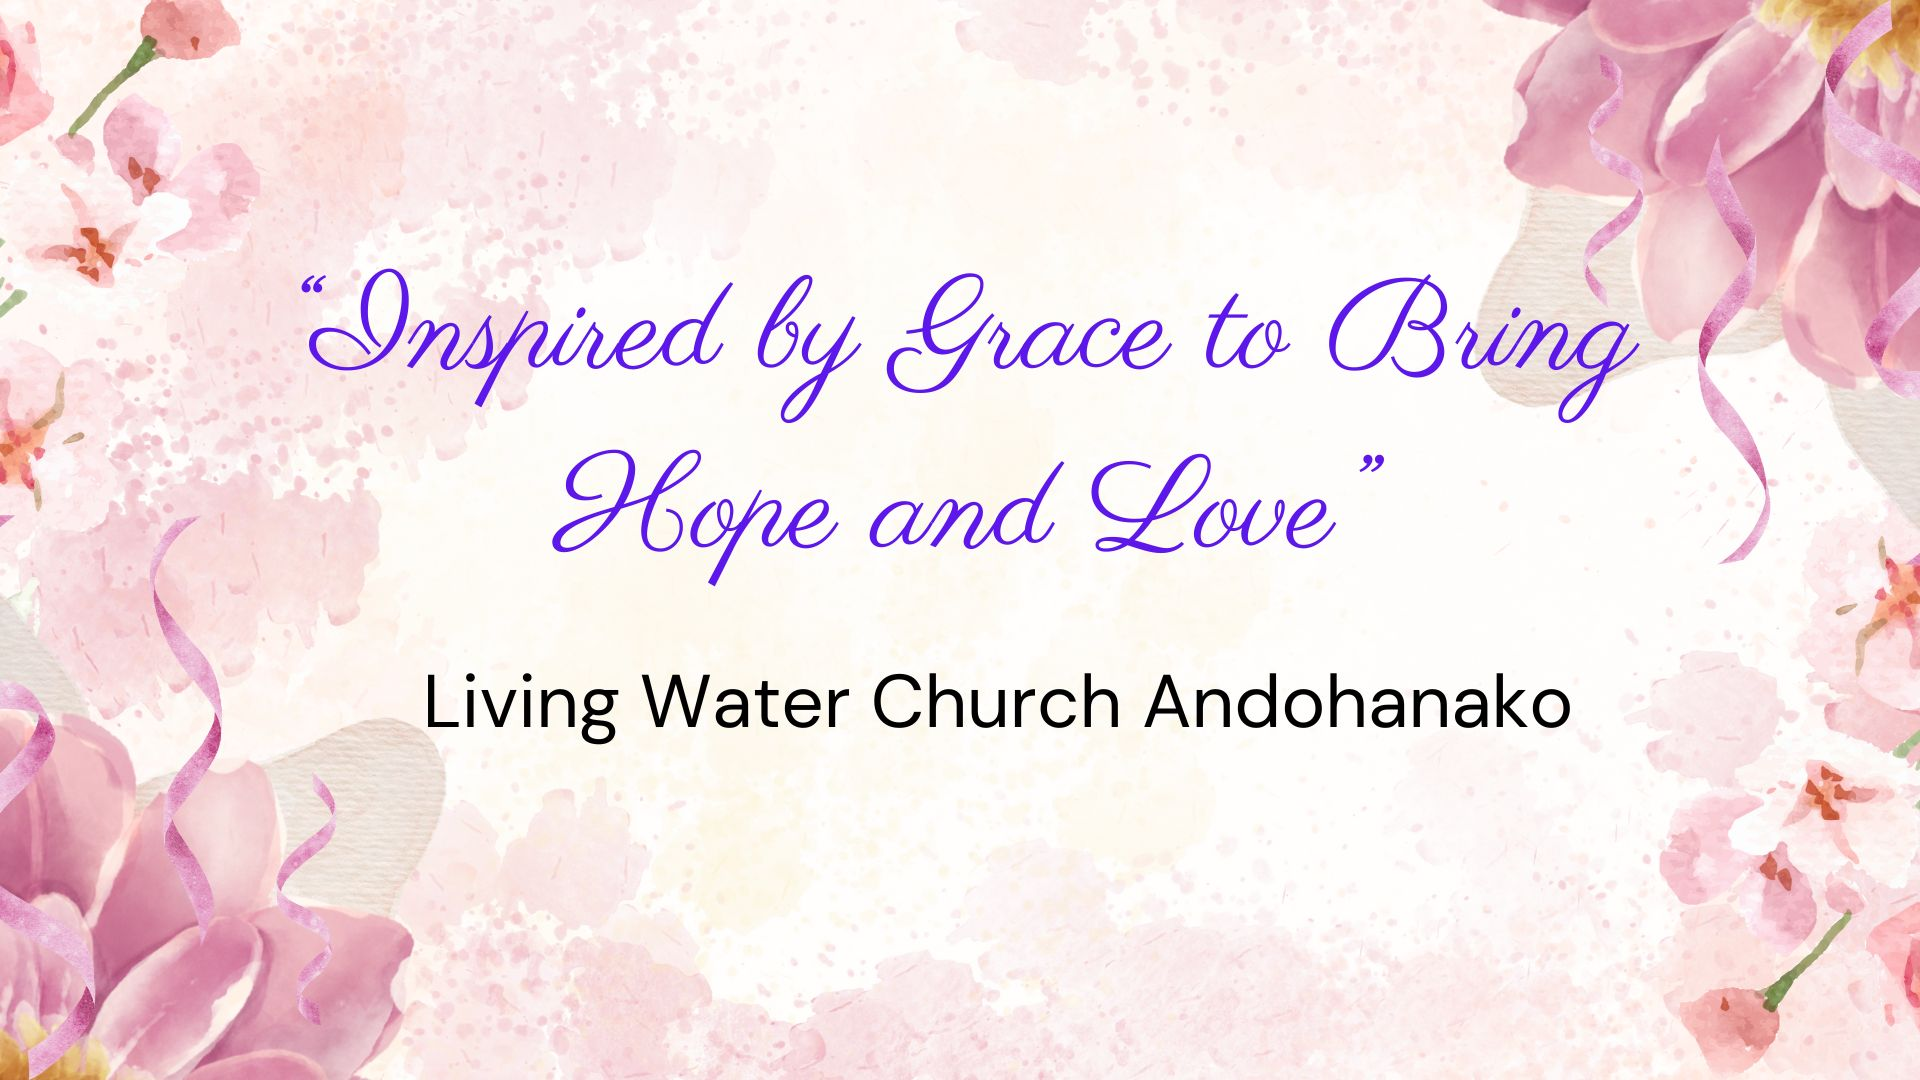 “Inspired by Grace to Bring
Hope and Love”
Living Water Church Andohanako